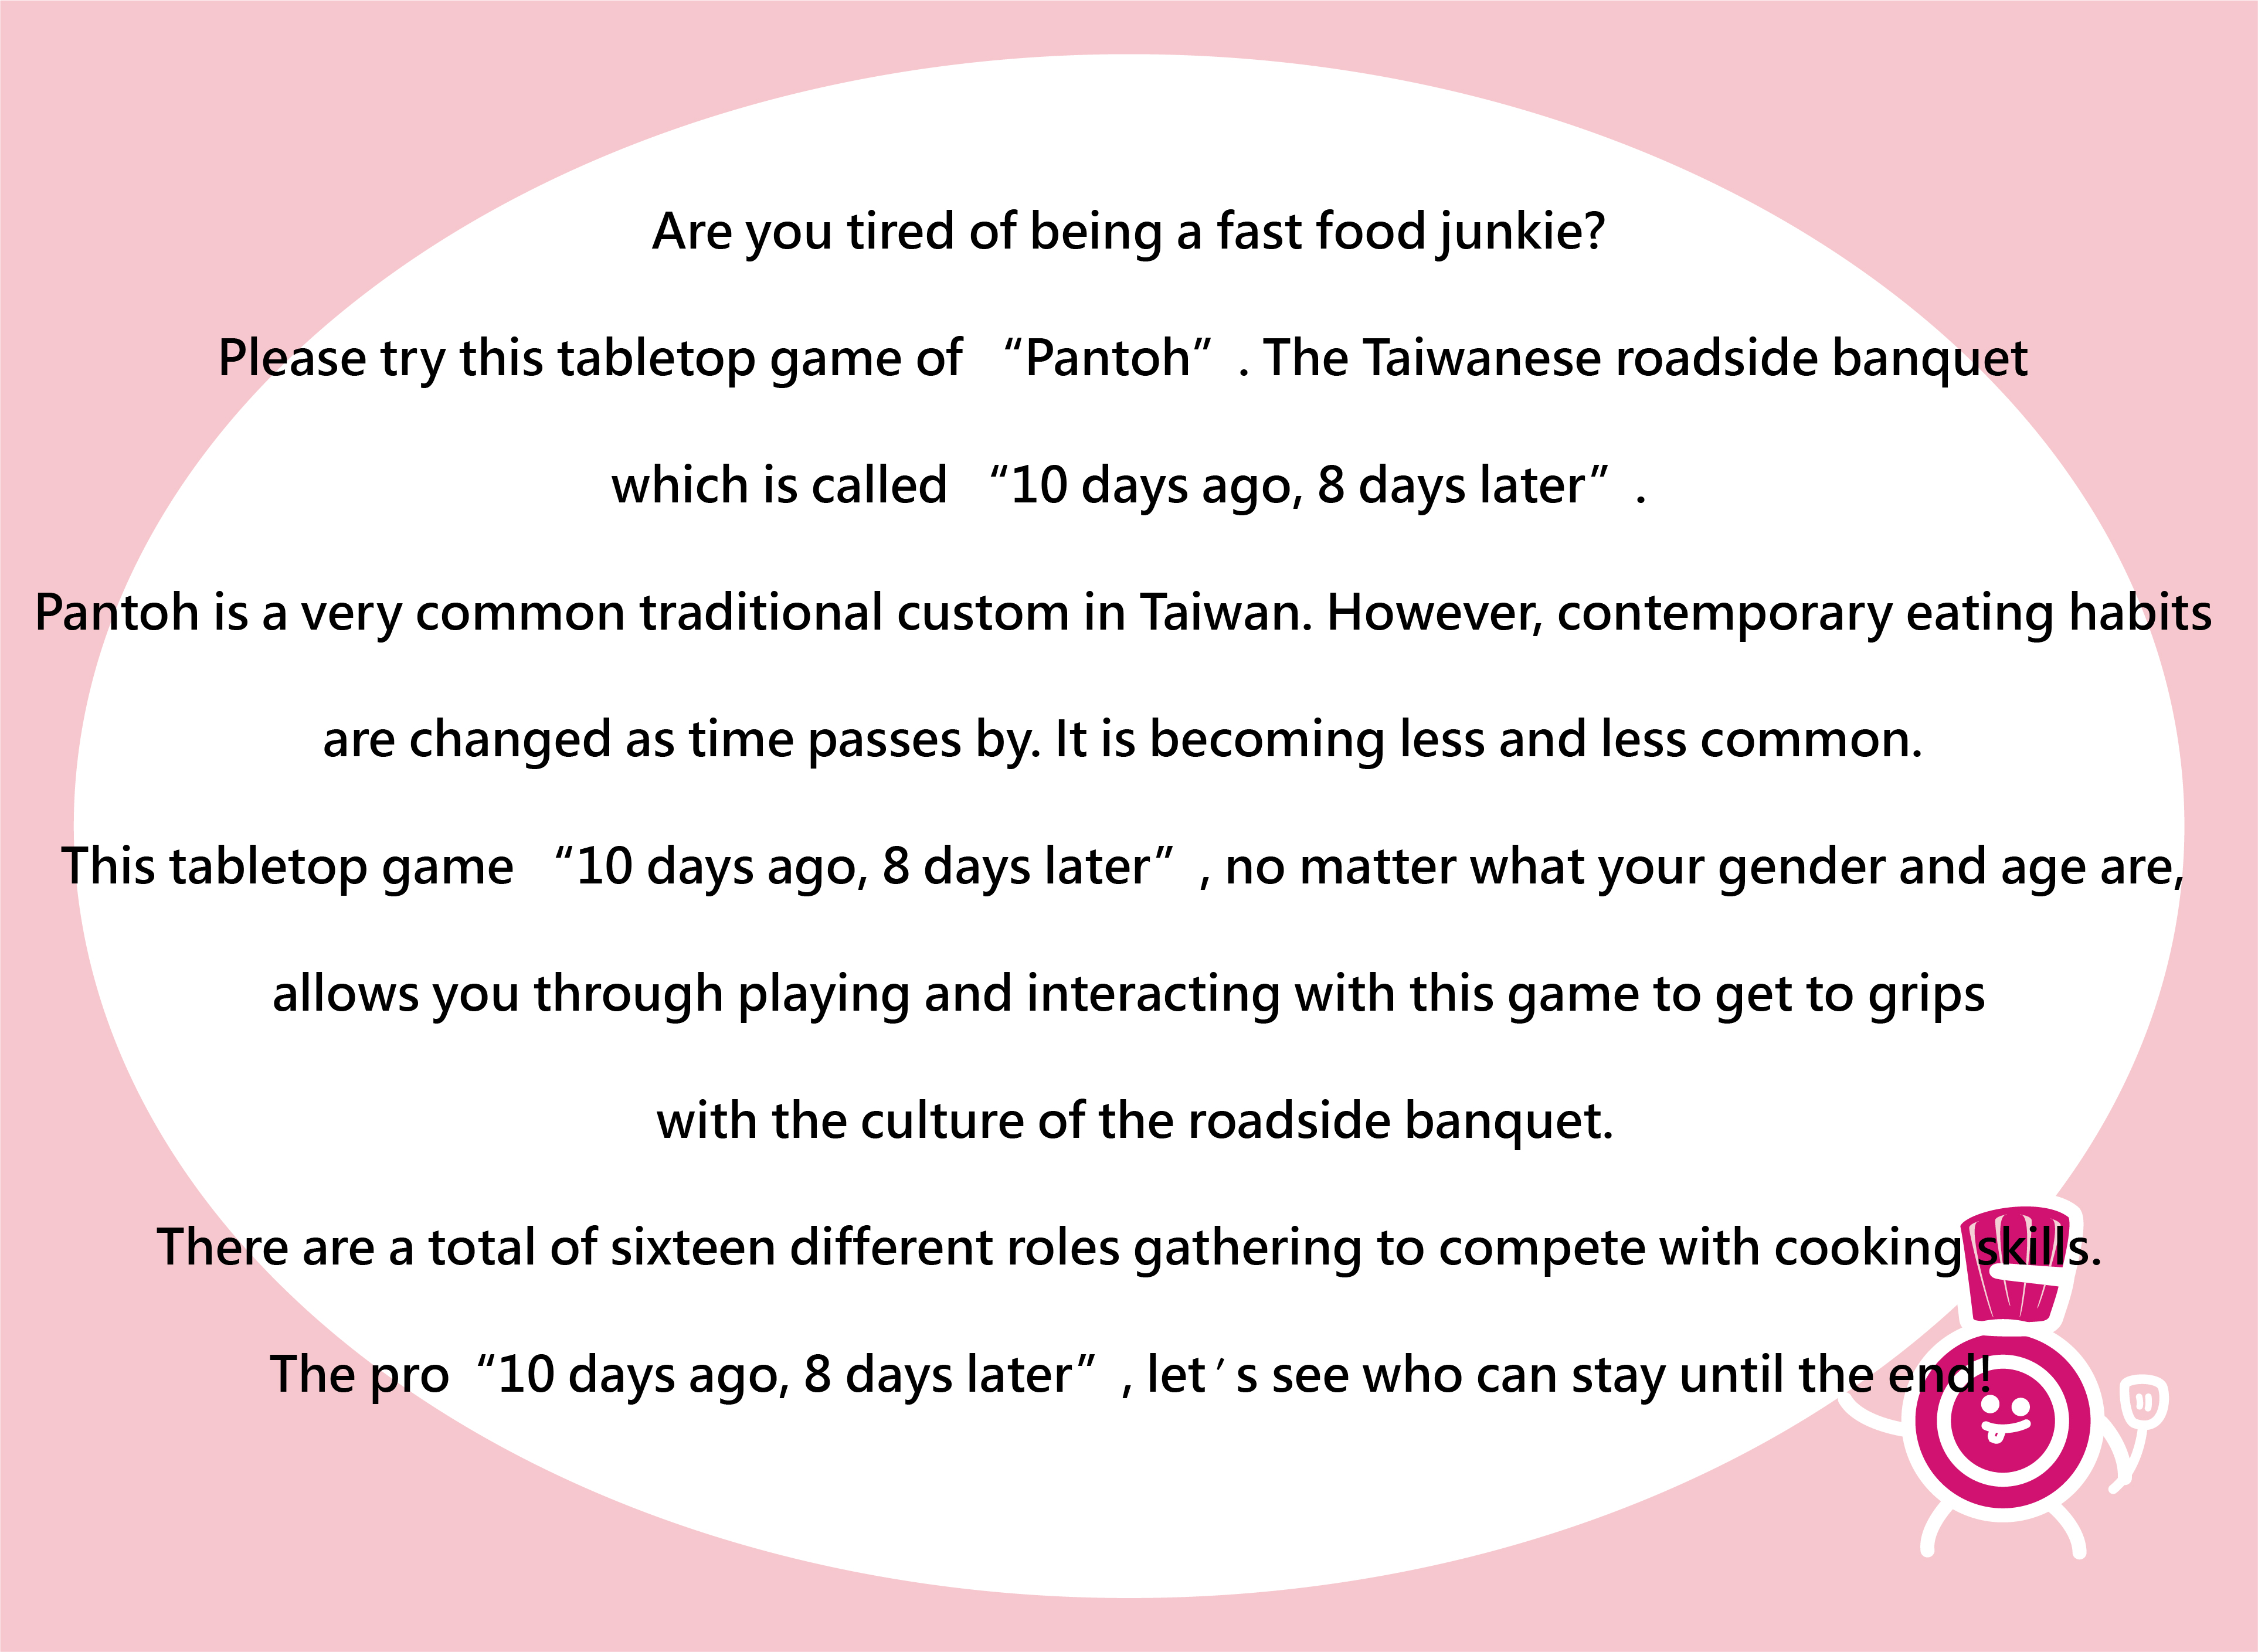 Are you tired of being a fast food junkie?
Please try this tabletop game of “Pantoh”. The Taiwanese roadside banquet
which is called “10 days ago, 8 days later”.
Pantoh is a very common traditional custom in Taiwan. However, contemporary eating habits
are changed as time passes by. It is becoming less and less common.
This tabletop game “10 days ago, 8 days later”, no matter what your gender and age are,
allows you through playing and interacting with this game to get to grips
with the culture of the roadside banquet.
There are a total of sixteen different roles gathering to compete with cooking skills.
The pro “10 days ago, 8 days later”, let's see who can stay until the end!